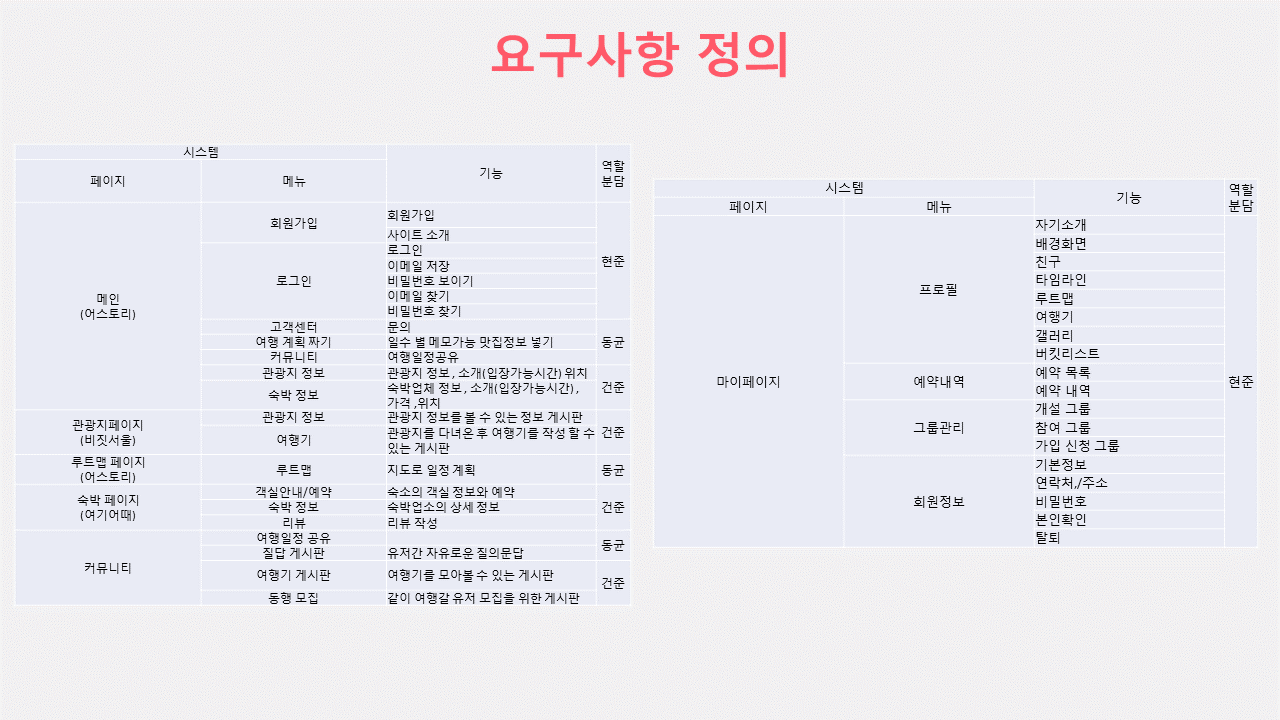 요구사항 정의
시스템
기능
역할
분담
페이지
메뉴
메인
(어스토리)
회원가입
회원가입
사이트 소개
현준
로그인
로그인
이메일 저장
비밀번호 보이기
이메일 찾기
비밀번호 찾기
고객센터
문의
동균
여행 계획 짜기
일수 별 메모가능 맛집정보 넣기
커뮤니티
여행일정공유
관광지 정보
관광지 정보, 소개(입장가능시간) 위치
건준
숙박 정보
숙박업체 정보, 소개(입장가능시간),
가격 ,위치
관광지페이지
(비짓서울)
관광지 정보
관광지 정보를 볼 수 있는 정보 게시판
건준
여행기
관광지를 다녀온 후 여행기를 작성 할 수
있는 게시판
루트맵 페이지
(어스토리)
루트맵
지도로 일정 계획
동균
숙박 페이지
(여기어때)
객실안내/예약
숙소의 객실 정보와 예약
건준
숙박 정보
숙박업소의 상세 정보
리뷰
리뷰 작성
커뮤니티
여행일정 공유
동균
질답 게시판
유저간 자유로운 질의문답
여행기 게시판
여행기를 모아볼 수 있는 게시판
건준
동행 모집
같이 여행갈 유저 모집을 위한 게시판
시스템
기능
역할
분담
페이지
메뉴
마이페이지
프로필
자기소개
배경화면
친구
타임라인
루트맵
여행기
갤러리
버킷리스트
현준
예약내역
예약 목록
예약 내역
그룹관리
개설 그룹
참여 그룹
가입 신청 그룹
회원정보
기본정보
연락처,/주소
비밀번호
본인확인
탈퇴